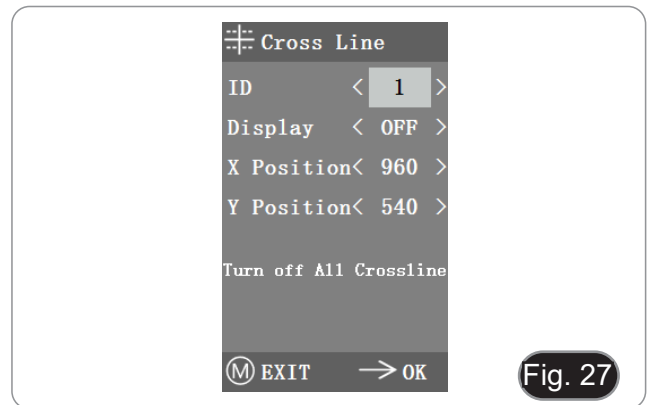 Cross Line
ID < 1 >
Display < OFF >
X Position< 960 >
Y Position< 540 >
Turn off All Crossline
Ⓜ EXIT → OK
Fig. 27